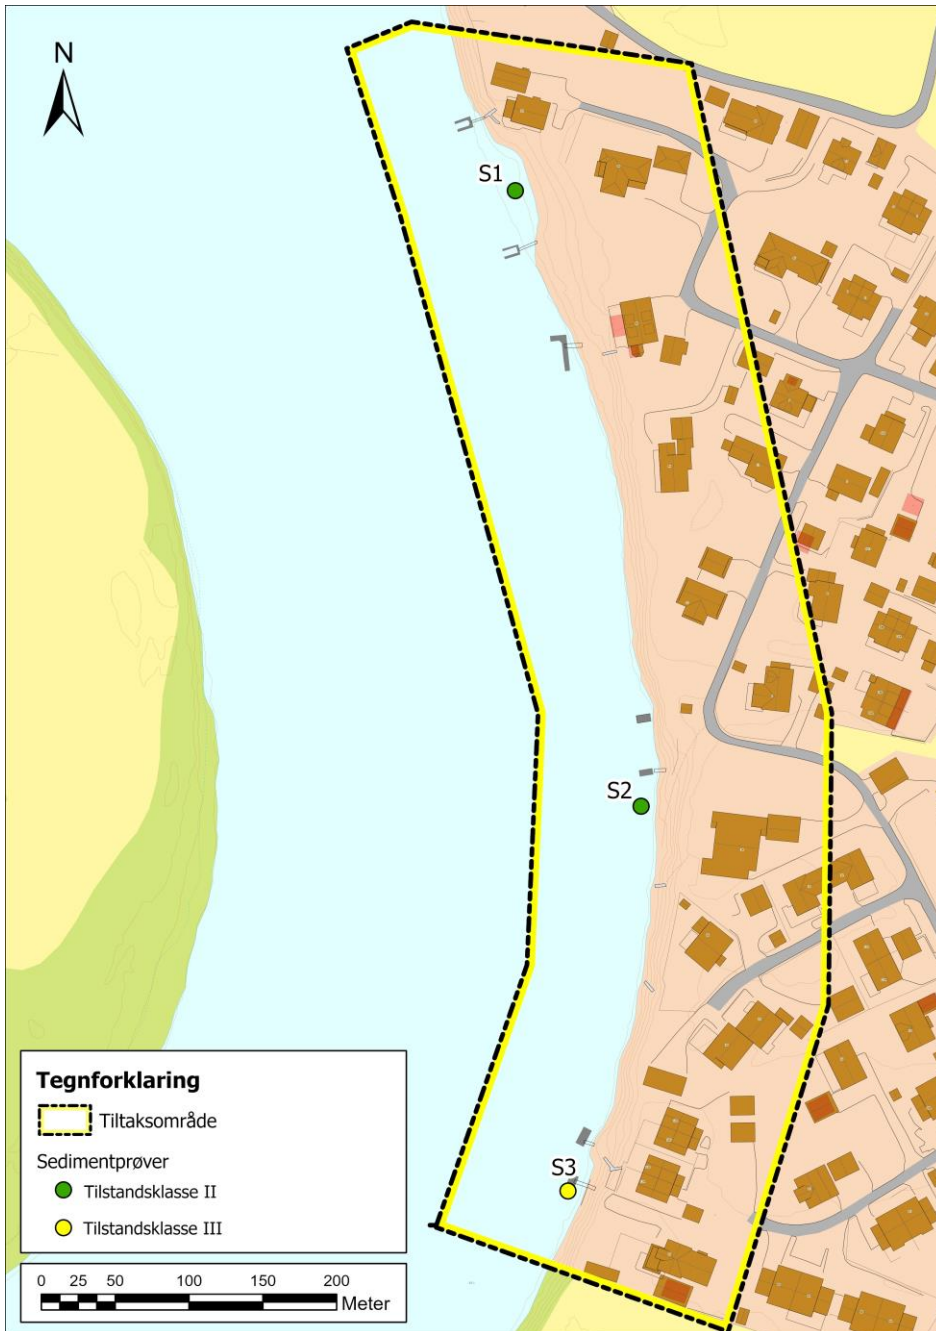 N
S1
S2
S3
Tegnforklaring
Tiltaksområde
Sedimentprøver
Tilstandsklasse II
Tilstandsklasse III
0 25 50 100 150 200
Meter